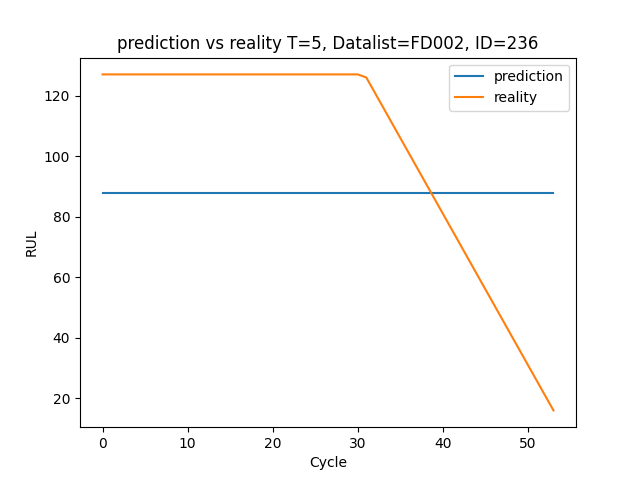 prediction vs reality T=5, Datalist=FD002, ID=236
prediction
reality
120
100
80
60
40
20
RUL
0 10 20 30 40 50
Cycle